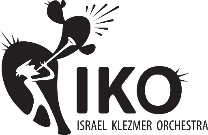 IKO
ISRAEL KLEZMER ORCHESTRA